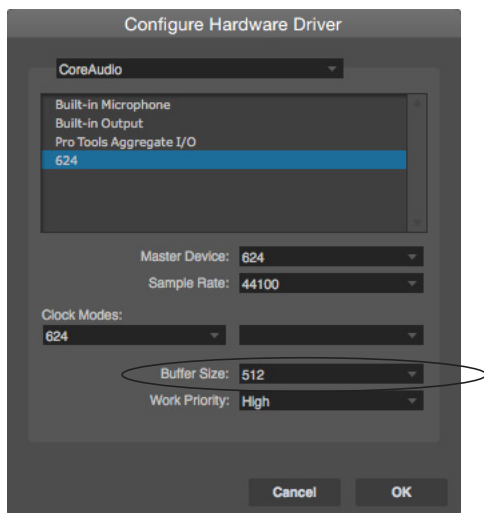 Configure Hardware Driver
CoreAudio
Built-in Microphone
Built-in Output
Pro Tools Aggregate I/O
624
Master Device: 624
Sample Rate: 44100
Clock Modes:
624
Buffer Size: 512
Work Priority: High
Cancel OK